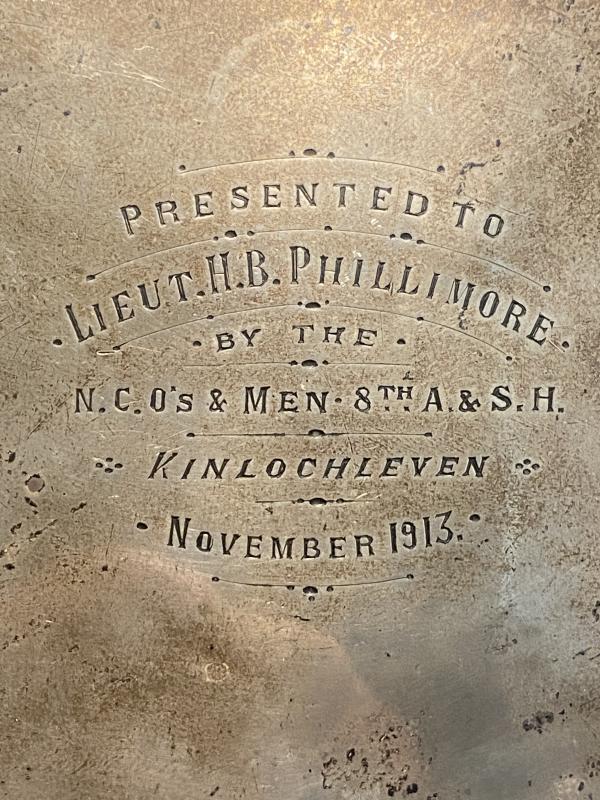 PRESENTED TO
LIEUT. H.B. PHILLIMORE
BY THE
N.C.O's & MEN· 8TH A. & S.H.
KINLOCHLEVEN
NOVEMBER 1913.